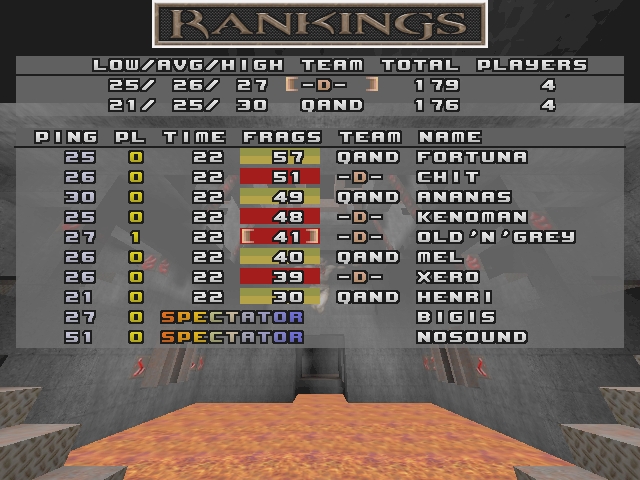 RANKINGS
LOW/AVG/HIGH TEAM TOTAL PLAYERS
25/ 26/ 27 [ -D- ] 179 4
21/ 25/ 30 QAND 176 4
PING PL TIME FRAGS TEAM NAME
25 0 22 57 QAND FORTUNA
26 0 22 51 -D- CHIT
30 0 22 49 QAND ANANAS
25 0 22 48 -D- KENOMAN
27 1 22 [ 41 ] -D- OLD'N'GREY
26 0 22 40 QAND MEL
26 0 22 39 -D- XERO
21 0 22 30 QAND HENRI
27 0 SPECTATOR BIGIS
51 0 SPECTATOR NOSOUND